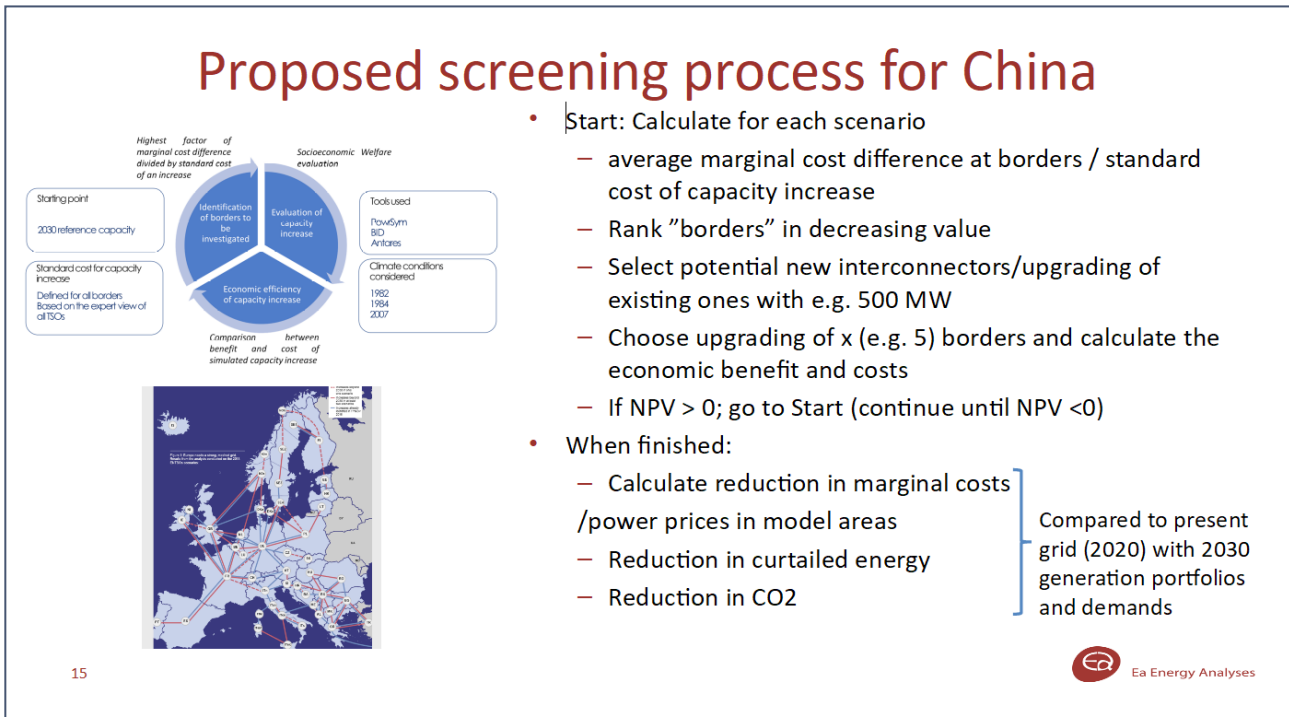 Proposed screening process for China
Highest factor of
marginal cost difference
divided by standard cost
of an increase
Socioeconomic Welfare
evaluation
Starting point
2030 reference capacity
Standard cost for capacity
increase
Defined for all borders
Based on the expert view of
all TSOs
Identification
of borders to
be
investigated
Evaluation of
capacity
increase
Economic efficiency
of capacity increase
Tools used
PowrSym
BID
Antares
Climate conditions
considered
1982
1984
2007
Comparison between
benefit and cost of
simulated capacity increase
• Start: Calculate for each scenario
– average marginal cost difference at borders / standard
cost of capacity increase
– Rank ”borders” in decreasing value
– Select potential new interconnectors/upgrading of
existing ones with e.g. 500 MW
– Choose upgrading of x (e.g. 5) borders and calculate the
economic benefit and costs
– If NPV > 0; go to Start (continue until NPV <0)
• When finished:
– Calculate reduction in marginal costs
/power prices in model areas
– Reduction in curtailed energy
– Reduction in CO2
Compared to present
grid (2020) with 2030
generation portfolios
and demands
15
Ea
Ea Energy Analyses